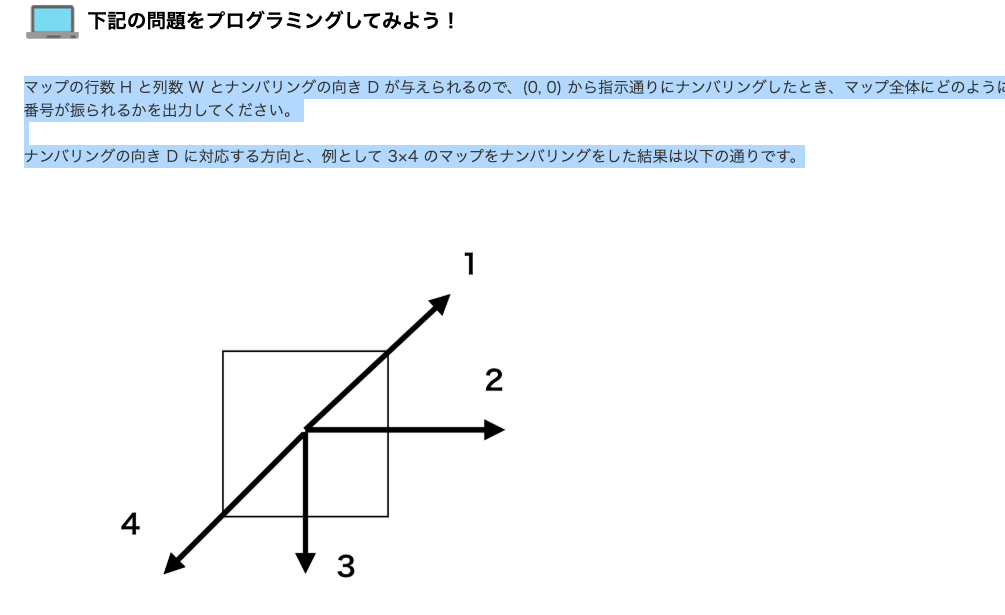 下記の問題をプログラミングしてみよう！
マップの行数 H と列数 W とナンバリングの向き D が与えられるので、(0, 0) から指示通りにナンバリングしたとき、マップ全体にどのように
番号が振られるかを出力してください。
ナンバリングの向き D に対応する方向と、例として 3×4 のマップをナンバリングをした結果は以下の通りです。
1
2
4
3